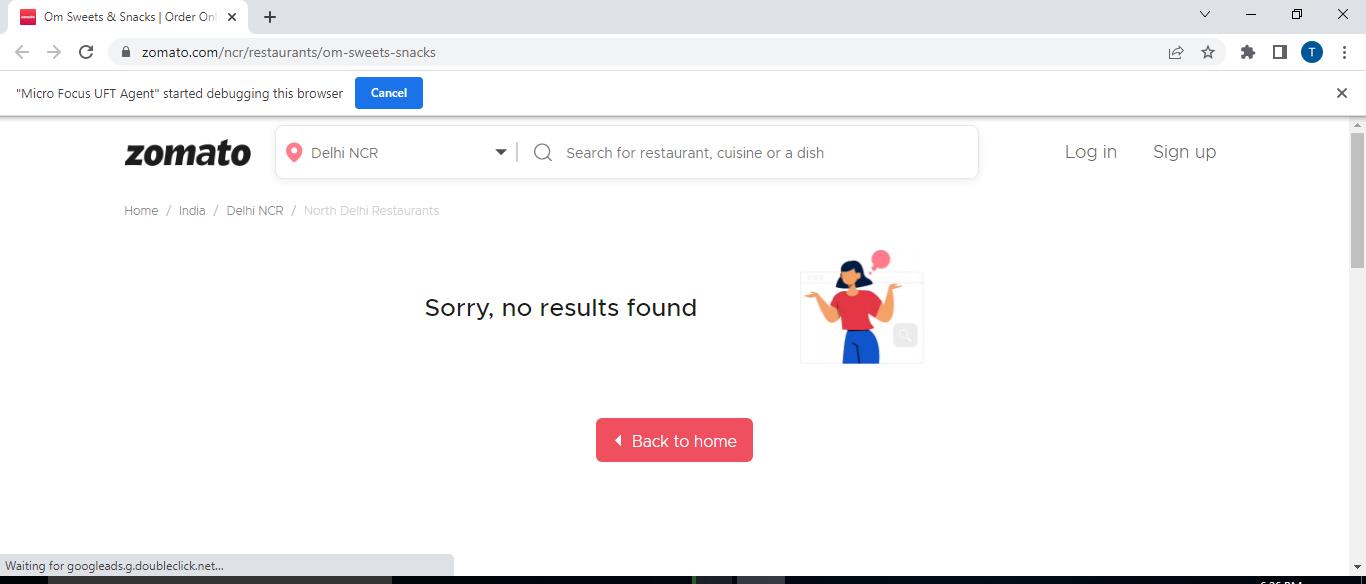 Om Sweets & Snacks | Order Onl
zomato.com/ncr/restaurants/om-sweets-snacks
T
"Micro Focus UFT Agent" started debugging this browser
Cancel
zomato
Delhi NCR
Search for restaurant, cuisine or a dish
Log in
Sign up
Home / India / Delhi NCR / North Delhi Restaurants
Sorry, no results found
Back to home
Waiting for googleads.g.doubleclick.net...